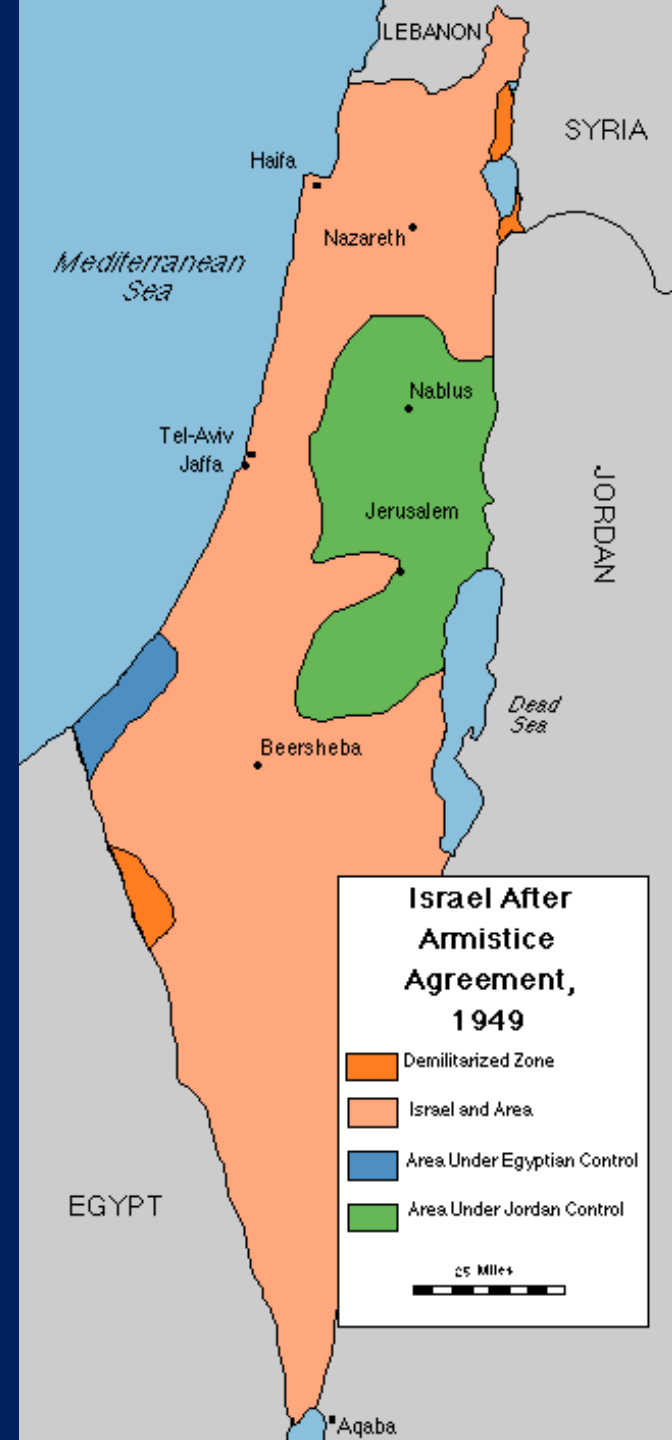 LEBANON
SYRIA
Haifa
Nazareth
Mediterranean
Sea
Nablus
Tel-Aviv
Jaffa
Jerusalem
JORDAN
Dead
Sea
Beersheba
Israel After
Armistice
Agreement,
1949
Demilitarized Zone
Israel and Area
Area Under Egyptian Control
Area Under Jordan Control
25 Miles
EGYPT
Aqaba